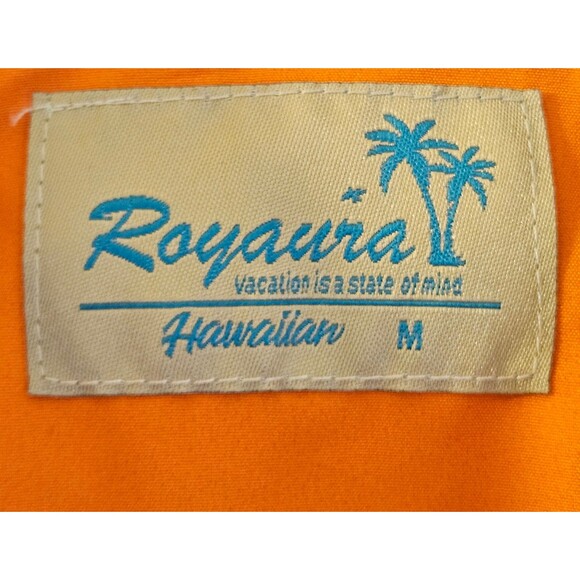 Royaura
vacation is a state of mind
Hawaiian M